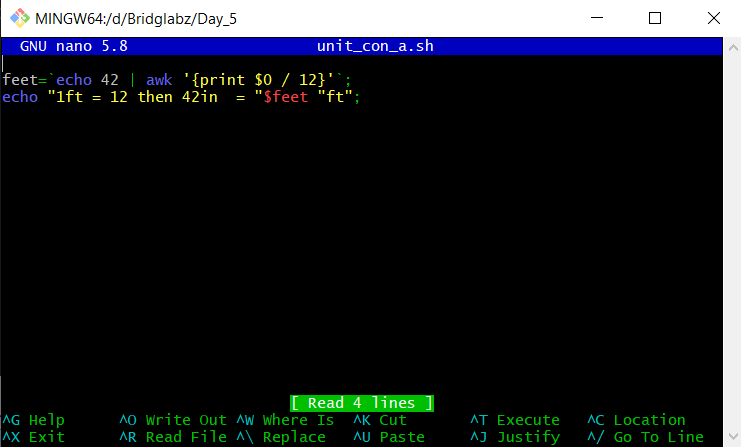 MINGW64:/d/Bridglabz/Day_5
GNU nano 5.8 unit_con_a.sh
feet=`echo 42 | awk '{print $0 / 12}'`;
echo "1ft = 12 then 42in  = "$feet "ft";
[ Read 4 lines ]
^G Help ^O Write Out ^W Where Is ^K Cut ^T Execute ^C Location
^X Exit ^R Read File ^\ Replace ^U Paste ^J Justify ^/ Go To Line